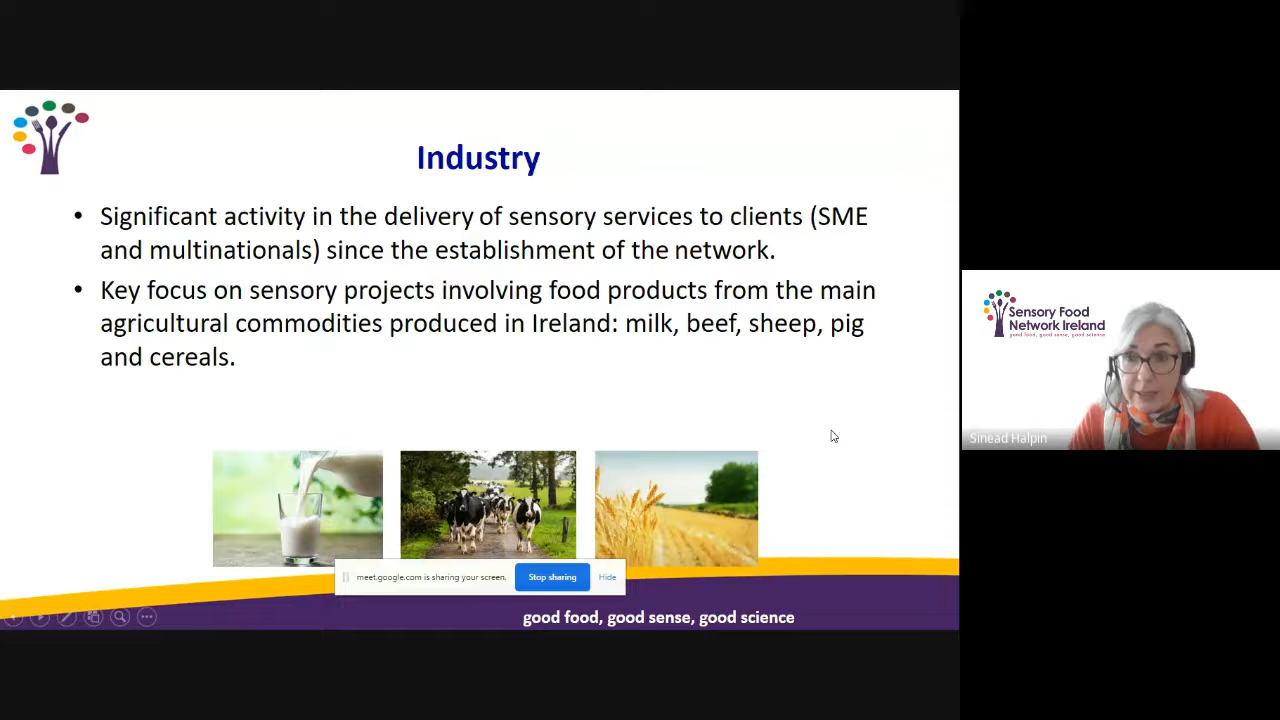 Industry
• Significant activity in the delivery of sensory services to clients (SME
and multinationals) since the establishment of the network.
• Key focus on sensory projects involving food products from the main
agricultural commodities produced in Ireland: milk, beef, sheep, pig
and cereals.
meet.google.com is sharing your screen.
Stop sharing
Hide
good food, good sense, good science
Sensory Food
Network Ireland
good food, good sense, good science
Sinead Halpin